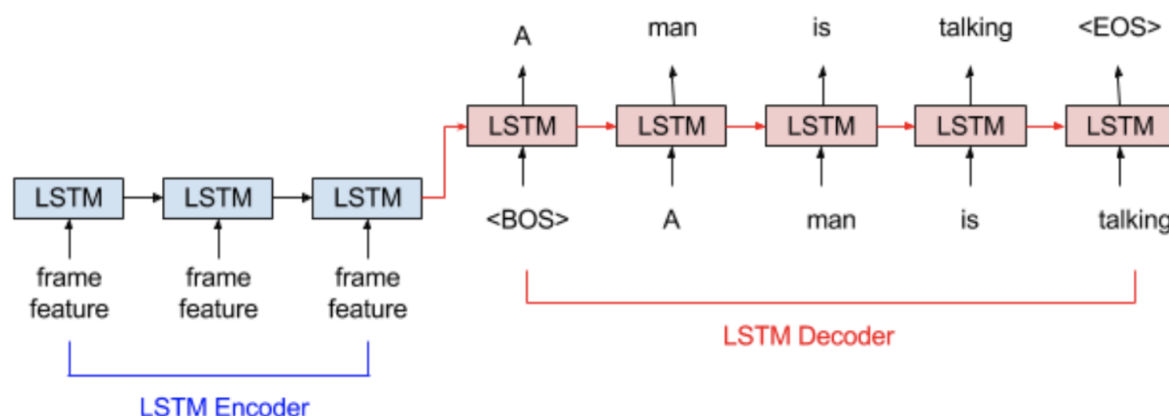 A man is talking <EOS>
LSTM LSTM LSTM LSTM LSTM
LSTM LSTM LSTM
<BOS> A man is talking
frame frame frame
feature feature feature
LSTM Decoder
LSTM Encoder